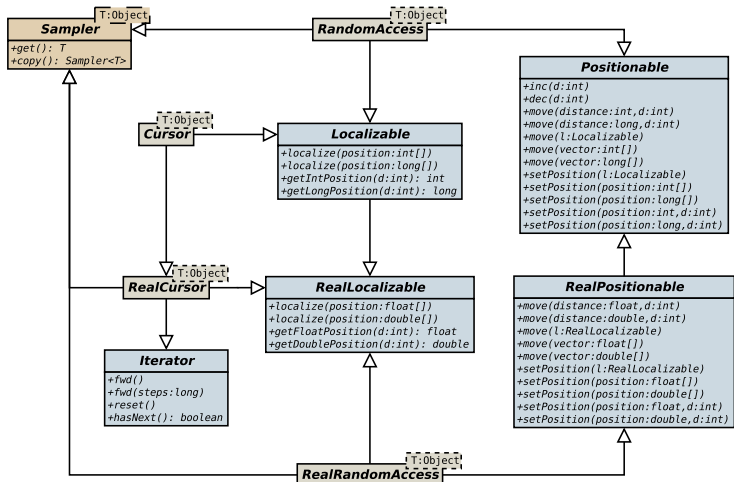 T:Object
Sampler
+get(): T
+copy(): Sampler<T>
T:Object
RandomAccess
Positionable
+inc(d:int)
+dec(d:int)
+move(distance:int,d:int)
+move(distance:long,d:int)
+move(l:Localizable)
+move(vector:int[])
+move(vector:long[])
+setPosition(l:Localizable)
+setPosition(position:int[])
+setPosition(position:long[])
+setPosition(position:int,d:int)
+setPosition(position:long,d:int)
T:Object
Cursor
Localizable
+localize(position:int[])
+localize(position:long[])
+getIntPosition(d:int): int
+getLongPosition(d:int): long
T:Object
RealCursor
RealLocalizable
+localize(position:float[])
+localize(position:double[])
+getFloatPosition(d:int): float
+getDoublePosition(d:int): double
RealPositionable
+move(distance:float,d:int)
+move(distance:double,d:int)
+move(l:RealLocalizable)
+move(vector:float[])
+move(vector:double[])
+setPosition(l:RealLocalizable)
+setPosition(position:float[])
+setPosition(position:double[])
+setPosition(position:float,d:int)
+setPosition(position:double,d:int)
Iterator
+fwd()
+fwd(steps:long)
+reset()
+hasNext(): boolean
T:Object
RealRandomAccess